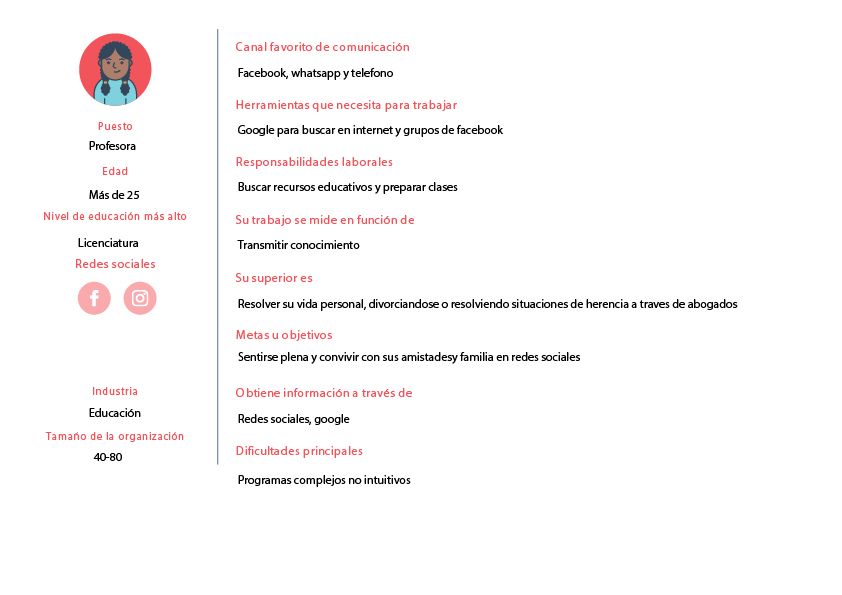 Puesto
Profesora
Edad
Más de 25
Nivel de educación más alto
Licenciatura
Redes sociales
Industria
Educación
Tamaño de la organización
40-80
Canal favorito de comunicación
Facebook, whatsapp y telefono
Herramientas que necesita para trabajar
Google para buscar en internet y grupos de facebook
Responsabilidades laborales
Buscar recursos educativos y preparar clases
Su trabajo se mide en función de
Transmitir conocimiento
Su superior es
Resolver su vida personal, divorciandose o resolviendo situaciones de herencia a traves de abogados
Metas u objetivos
Sentirse plena y convivir con sus amistadesy familia en redes sociales
Obtiene información a través de
Redes sociales, google
Dificultades principales
Programas complejos no intuitivos